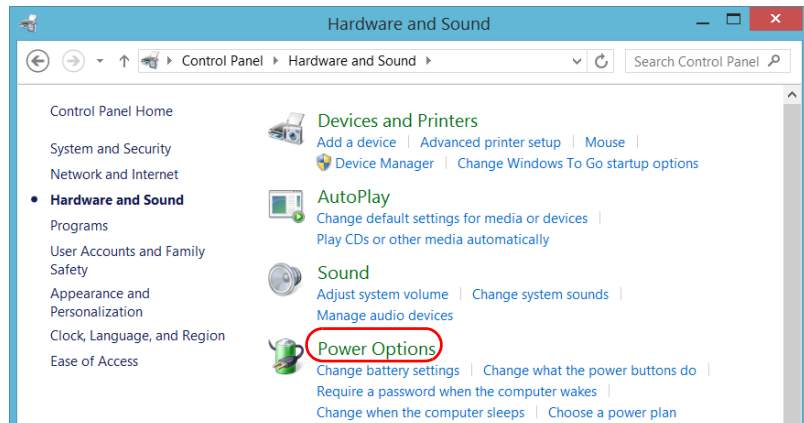 Hardware and Sound
Control Panel Hardware and Sound
Search Control Panel
Control Panel Home
System and Security
Network and Internet
Hardware and Sound
Programs
User Accounts and Family
Safety
Appearance and
Personalization
Clock, Language, and Region
Ease of Access
Devices and Printers
Add a device Advanced printer setup Mouse
Device Manager Change Windows To Go startup options
AutoPlay
Change default settings for media or devices
Play CDs or other media automatically
Sound
Adjust system volume Change system sounds
Manage audio devices
Power Options
Change battery settings Change what the power buttons do
Require a password when the computer wakes
Change when the computer sleeps Choose a power plan